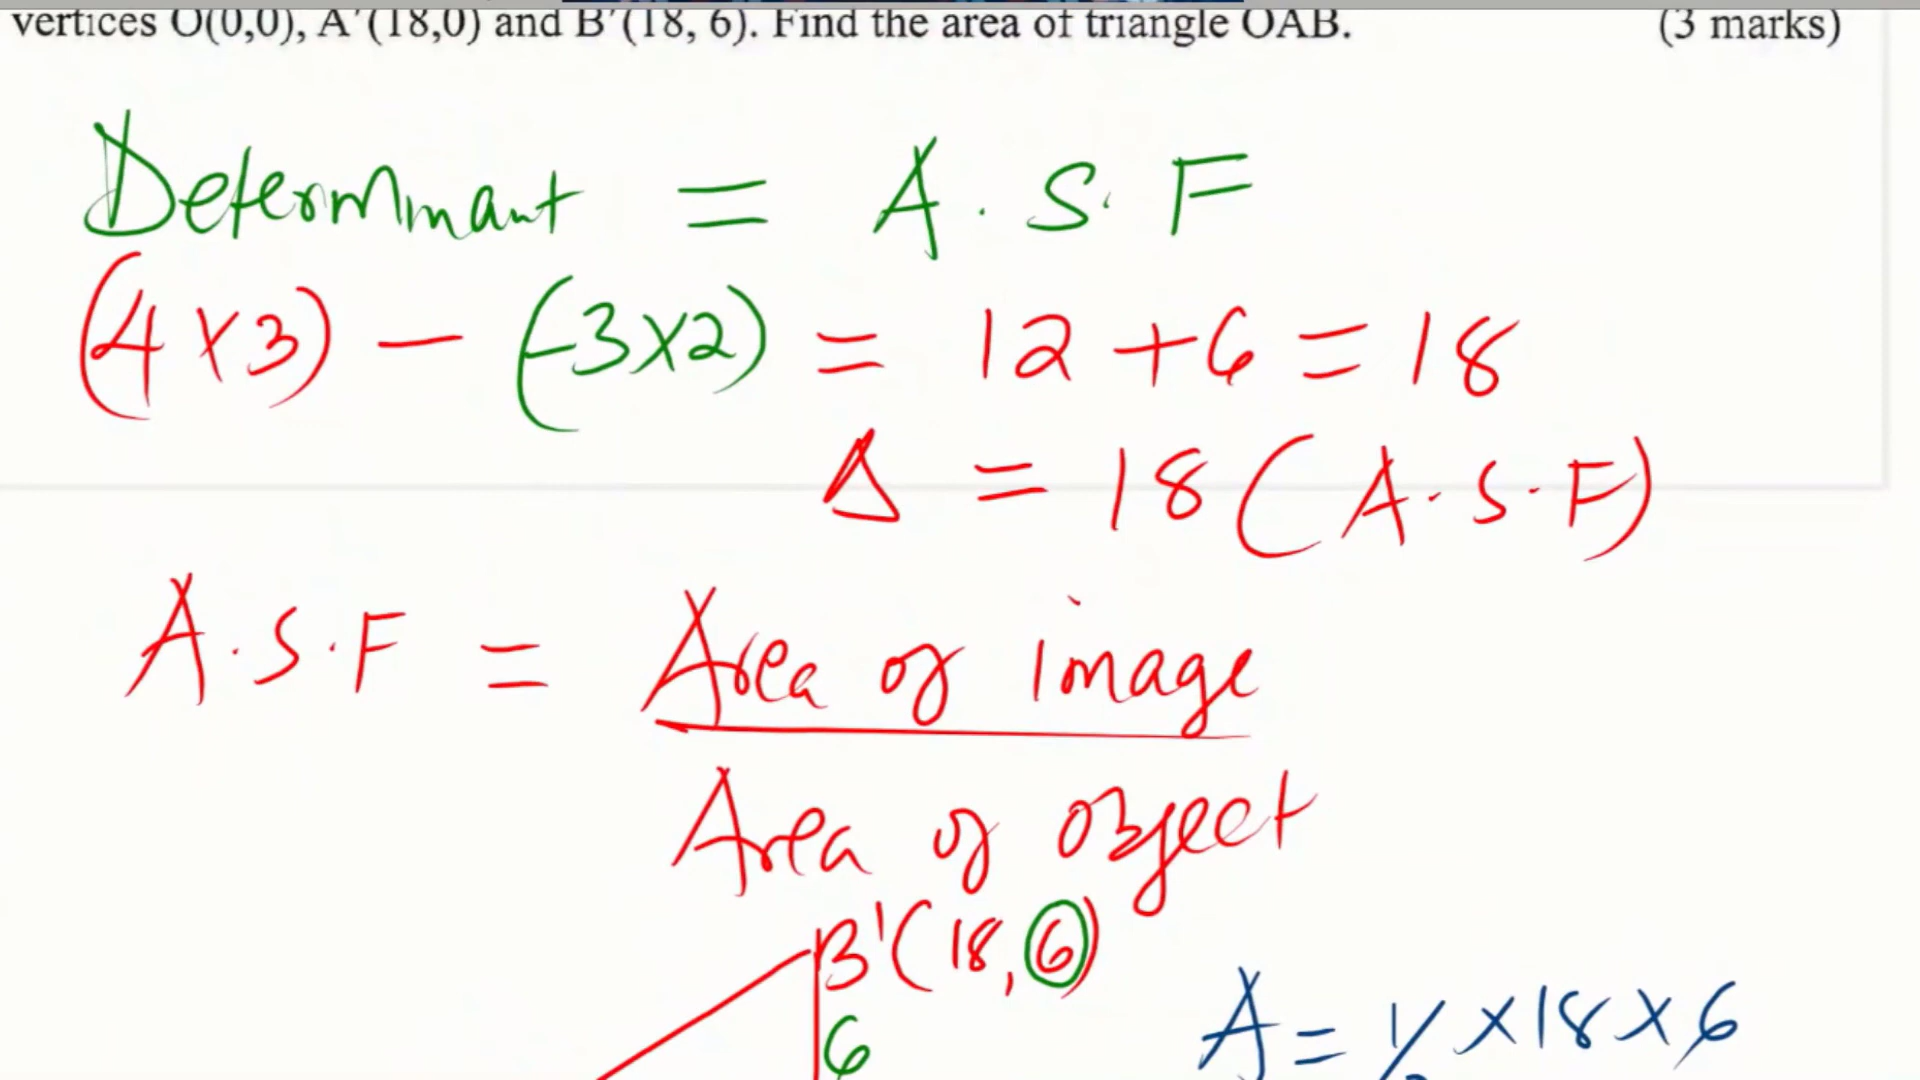 vertices O(0,0), A′(18,0) and B′(18, 6). Find the area of triangle OAB. (3 marks)
Determinant = A.S.F
(4×3) − (-3×2) = 12 + 6 = 18
Δ = 18 (A.S.F)
A.S.F = Area of image
Area of object
B'(18,6)
6
A = 1/2 ×18×6